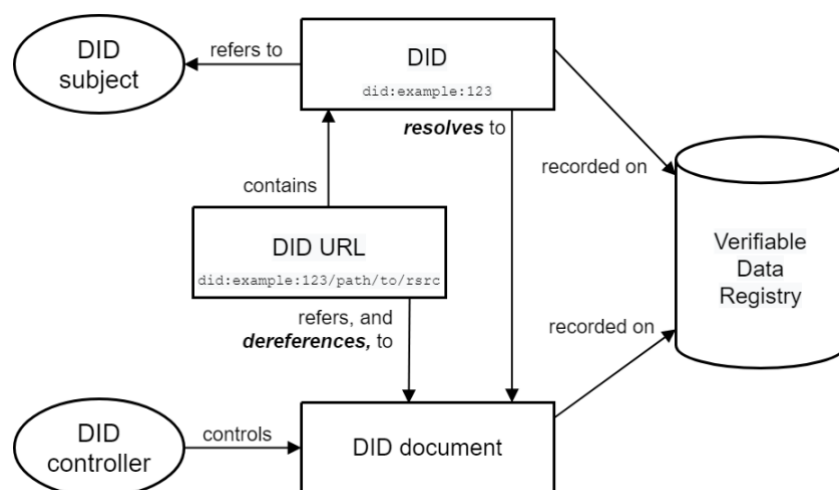 DID
subject
refers to
DID
did:example:123
resolves to
recorded on
contains
DID URL
did:example:123/path/to/rsrc
Verifiable
Data
Registry
refers, and
dereferences, to
recorded on
DID
controller
controls
DID document